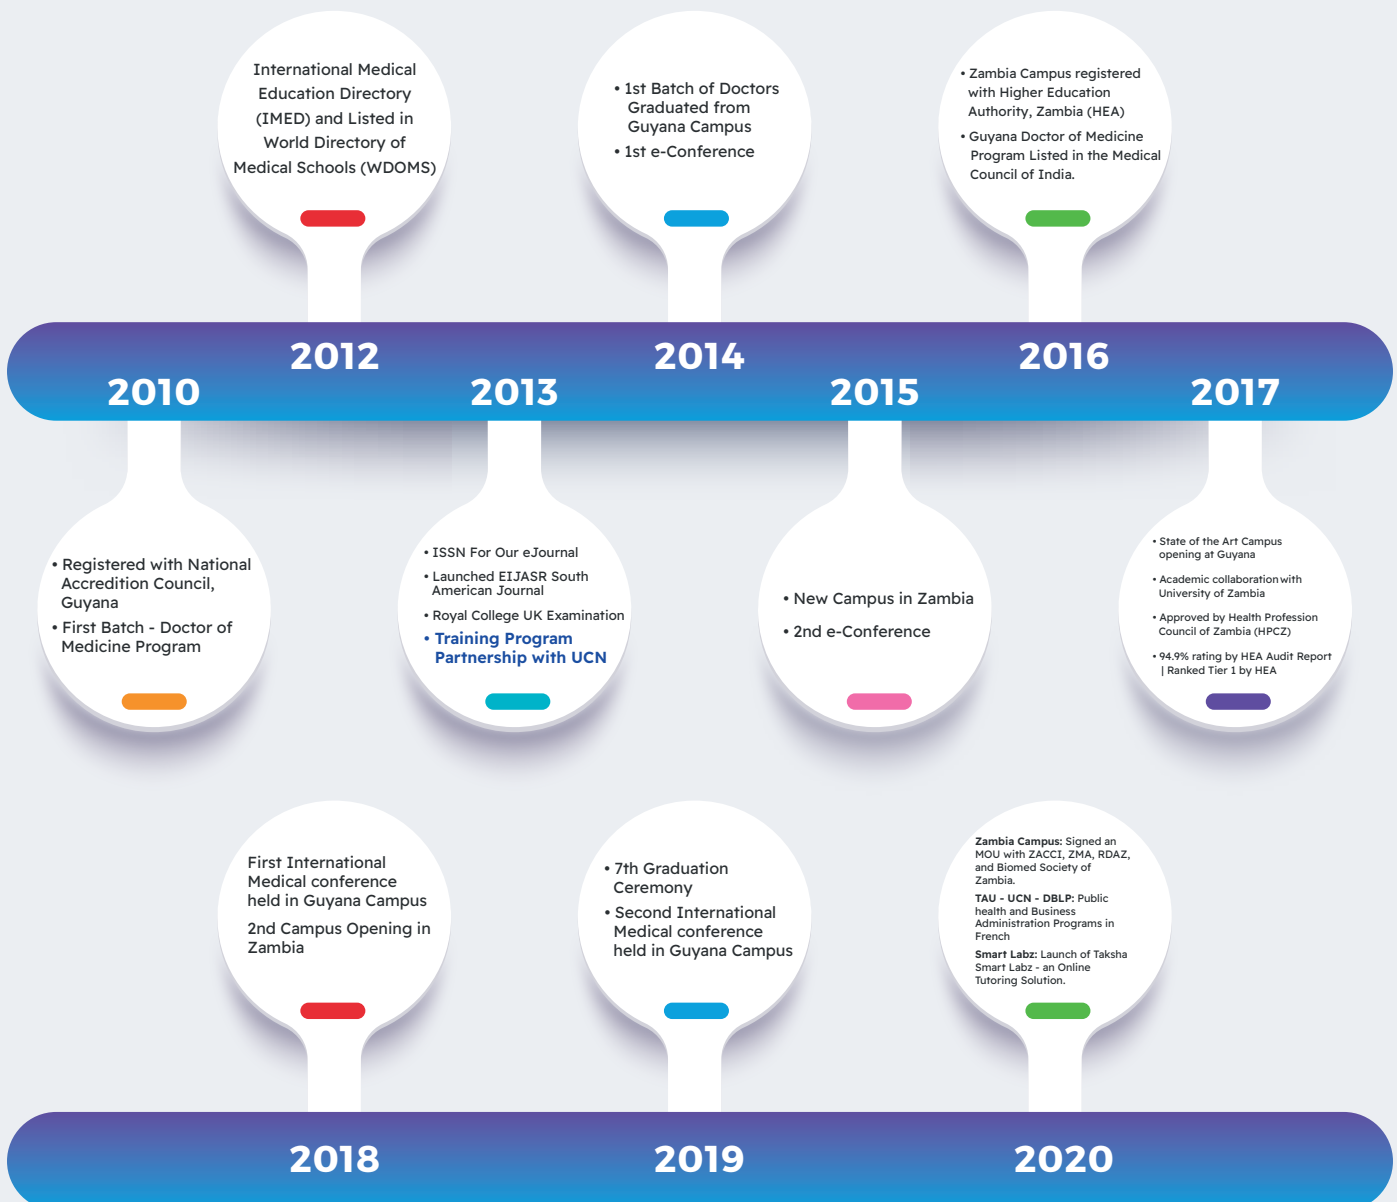 International Medical
Education Directory
(IMED) and Listed in
World Directory of
Medical Schools (WDOMS)
• 1st Batch of Doctors
Graduated from
Guyana Campus
• 1st e-Conference
• Zambia Campus registered
with Higher Education
Authority, Zambia (HEA)
• Guyana Doctor of Medicine
Program Listed in the Medical
Council of India.
2012
2014
2016
2010
2013
2015
2017
• Registered with National
Accredition Council,
Guyana
• First Batch - Doctor of
Medicine Program
• ISSN For Our eJournal
• Launched EIJASR South
American Journal
• Royal College UK Examination
• Training Program
Partnership with UCN
• New Campus in Zambia
• 2nd e-Conference
• State of the Art Campus
opening at Guyana
• Academic collaboration with
University of Zambia
• Approved by Health Profession
Council of Zambia (HPCZ)
• 94.9% rating by HEA Audit Report
| Ranked Tier 1 by HEA
First International
Medical conference
held in Guyana Campus
2nd Campus Opening in
Zambia
• 7th Graduation
Ceremony
• Second International
Medical conference
held in Guyana Campus
Zambia Campus: Signed an
MOU with ZACCI, ZMA, RDAZ,
and Biomed Society of
Zambia.
TAU - UCN - DBLP: Public
health and Business
Administration Programs in
French
Smart Labz: Launch of Taksha
Smart Labz - an Online
Tutoring Solution.
2018
2019
2020